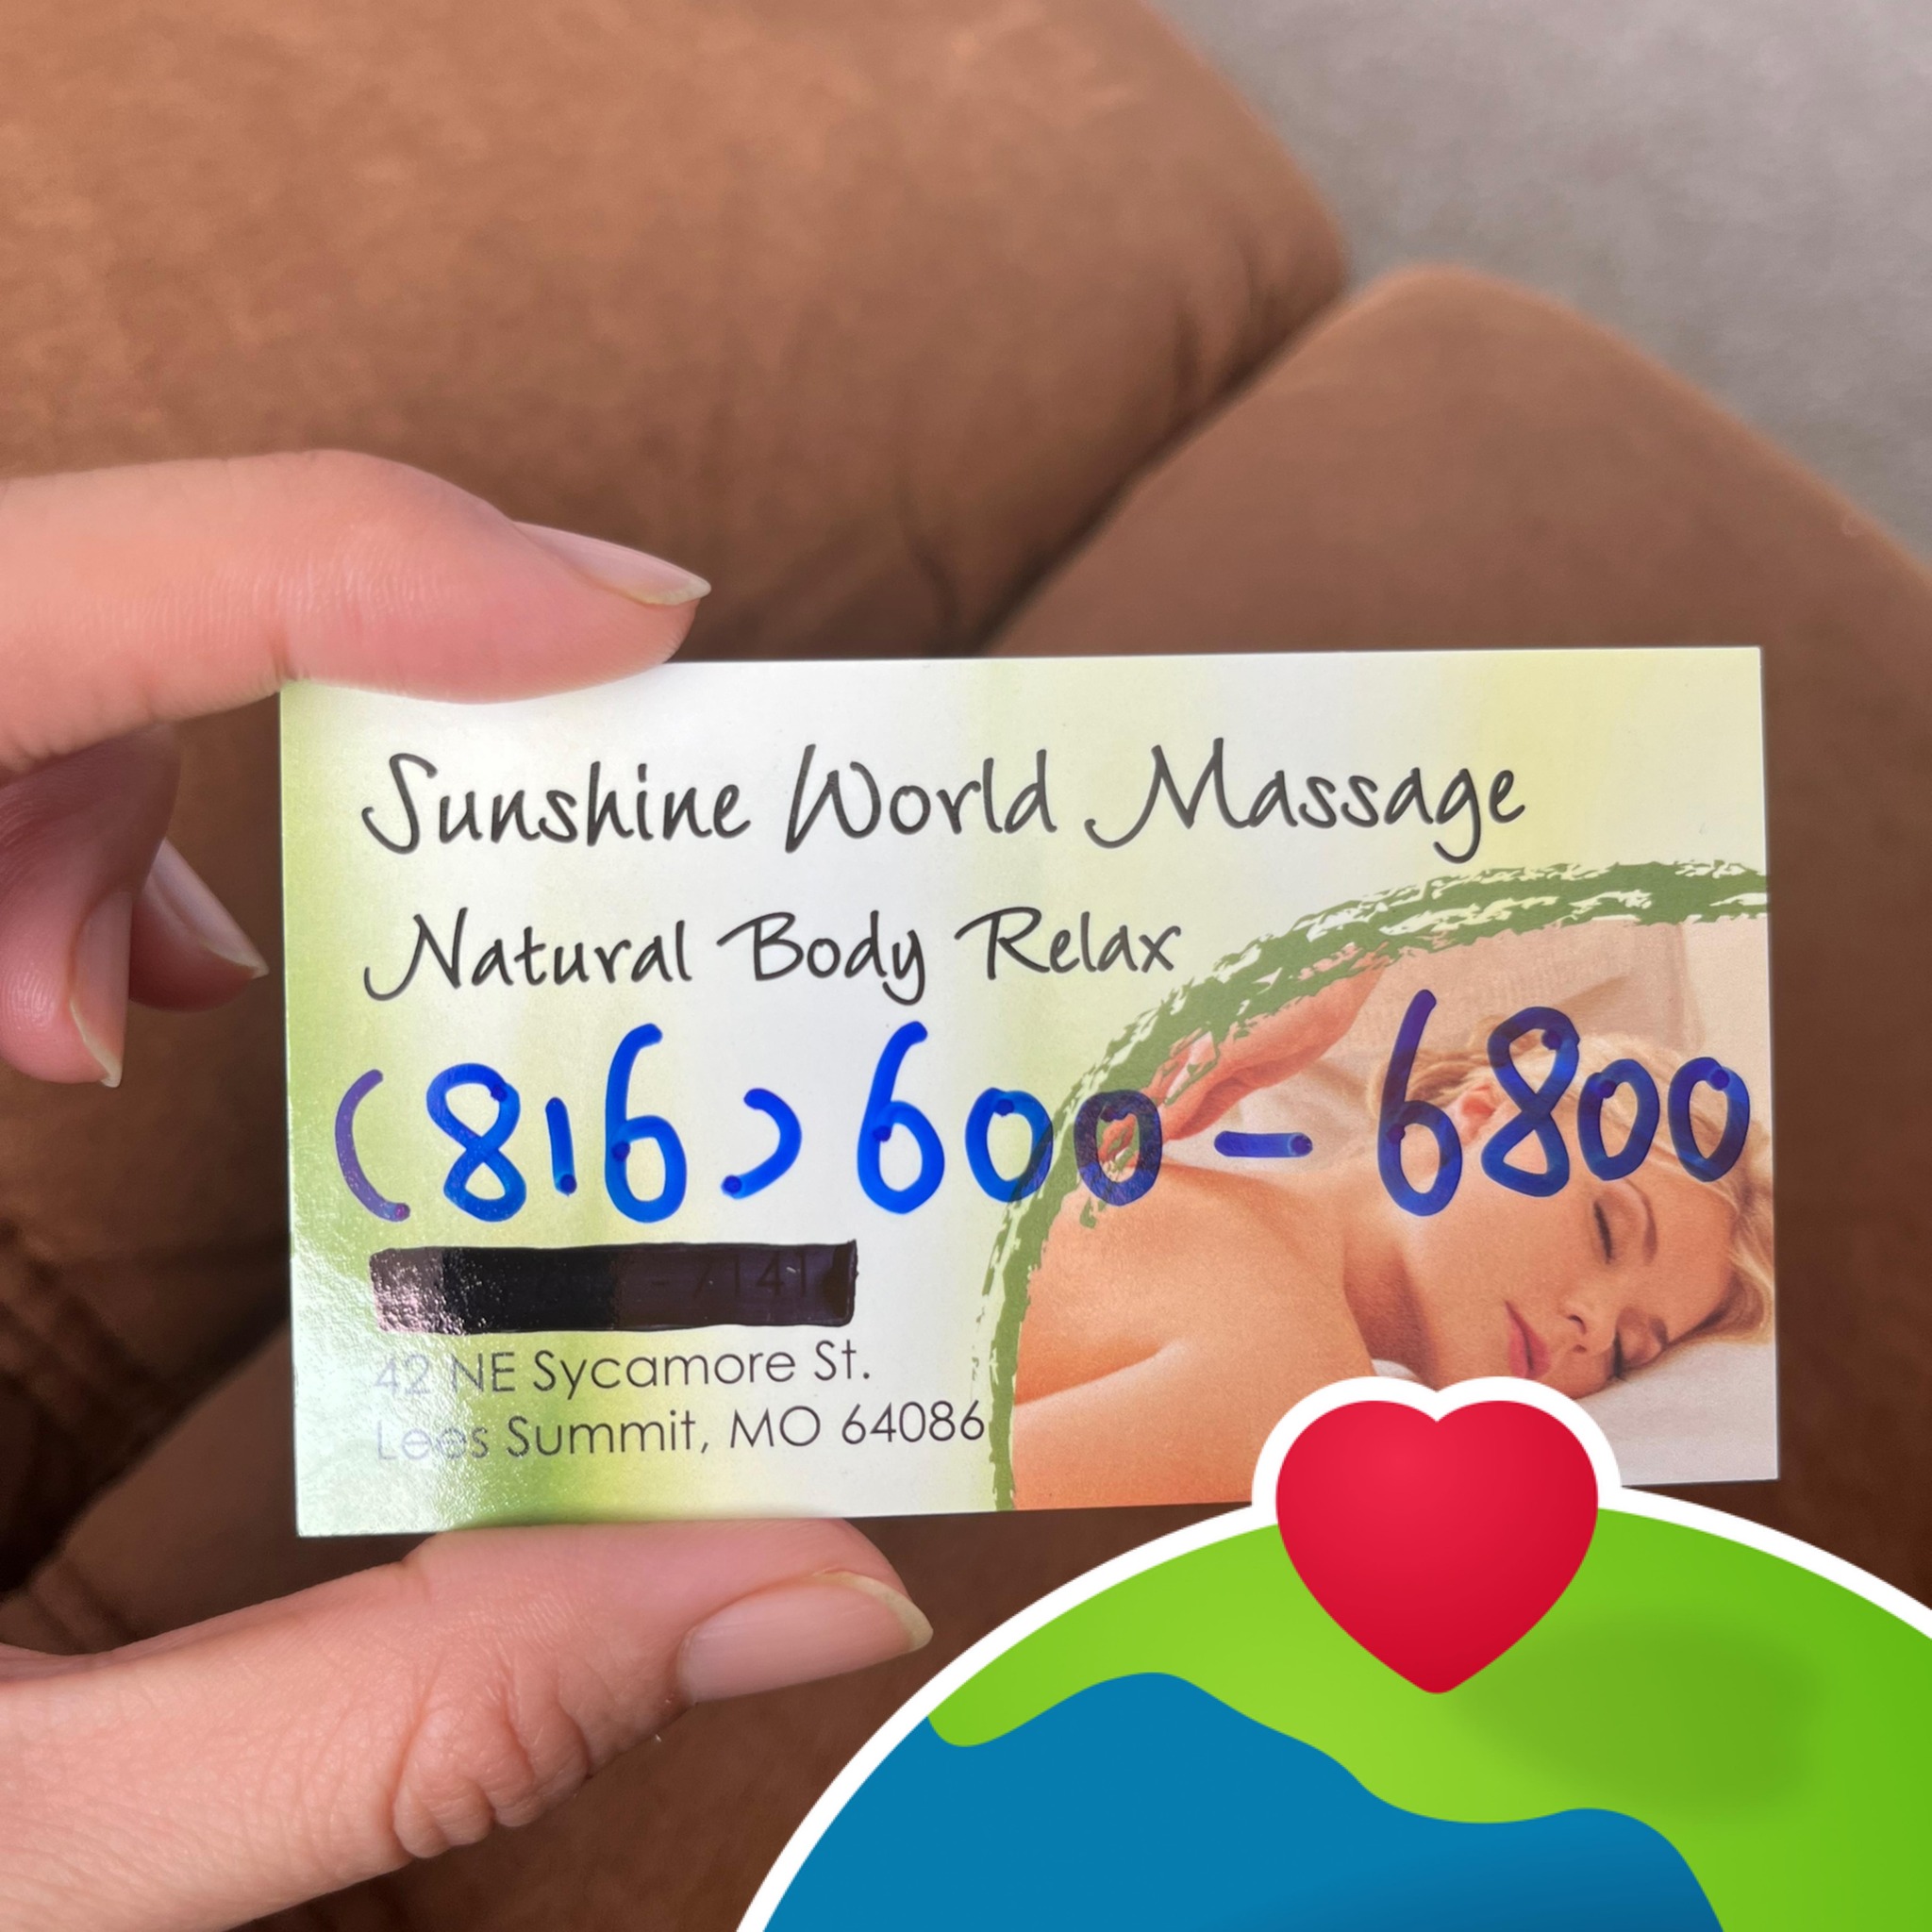 Sunshine World Massage
Natural Body Relax
(816) 600-6800
42 NE Sycamore St.
Lees Summit, MO 64086